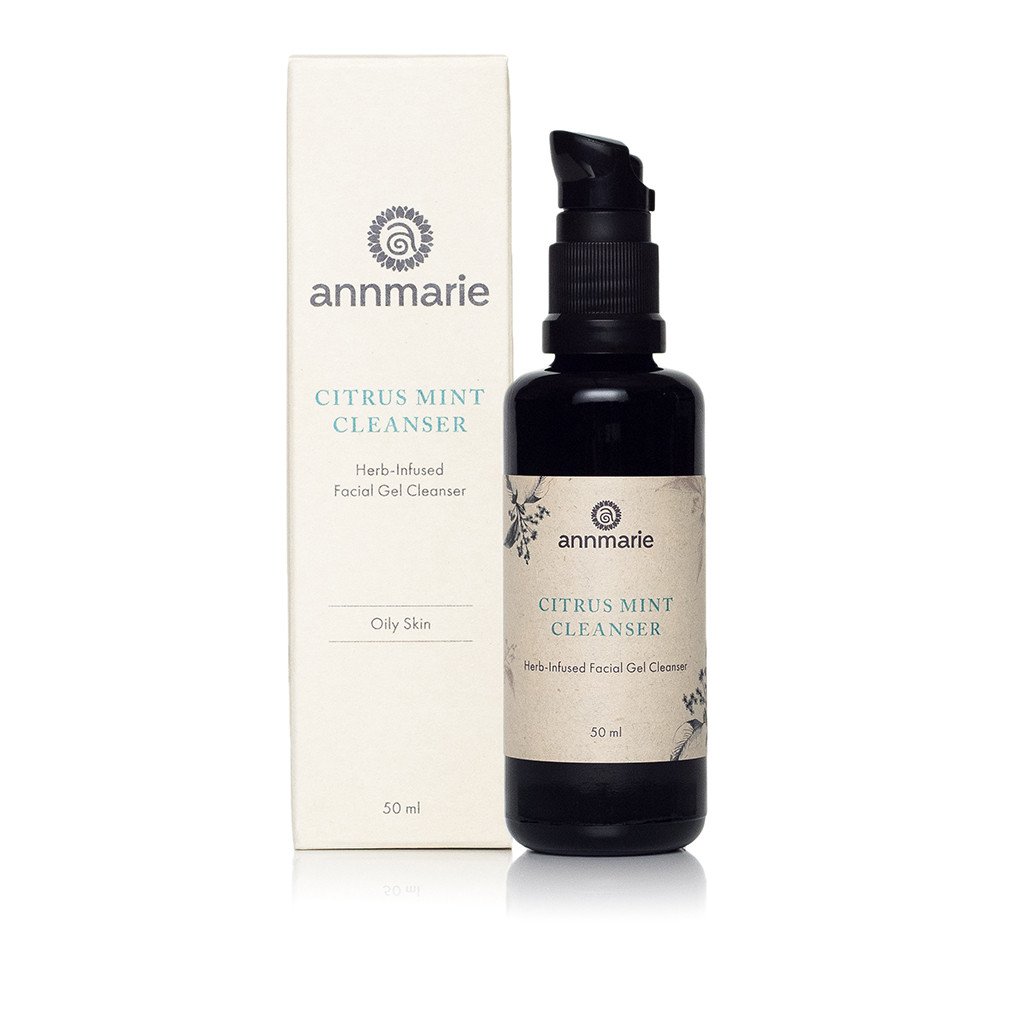 annmarie
CITRUS MINT
CLEANSER
Herb-Infused
Facial Gel Cleanser
Oily Skin
50 ml
annmarie
CITRUS MINT
CLEANSER
Herb-Infused Facial Gel Cleanser
50 ml